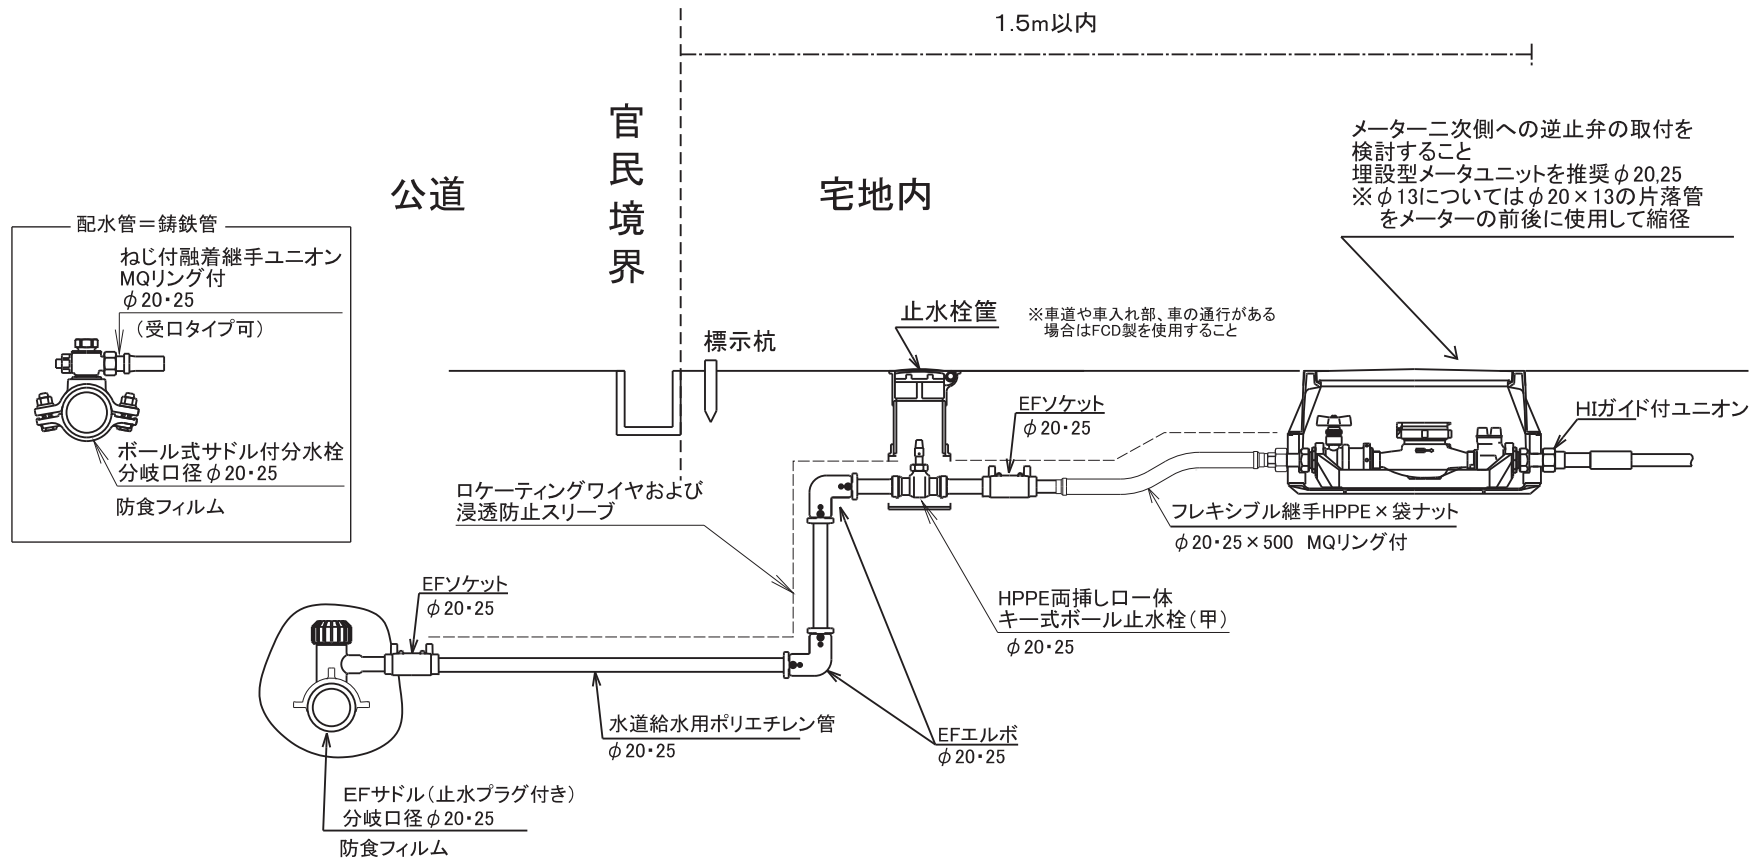 1.5m以内
官民境界
公道
宅地内
メーター二次側への逆止弁の取付を
検討すること
埋設型メータユニットを推奨φ20,25
※φ13についてはφ20×13の片落管
をメーターの前後に使用して縮径
配水管＝鋳鉄管
ねじ付融着継手ユニオン
MQリング付
φ20・25
（受口タイプ可）
ボール式サドル付分水栓
分岐口径φ20・25
防食フィルム
標示杭
止水栓筐
※車道や車入れ部、車の通行がある
場合はFCD製を使用すること
EFソケット
φ20・25
HIガイド付ユニオン
ロケーティングワイヤおよび
浸透防止スリーブ
フレキシブル継手HPPE×袋ナット
φ20・25×500 MQリング付
EFソケット
φ20・25
HPPE両挿し口一体
キー式ボール止水栓（甲）
φ20・25
水道給水用ポリエチレン管
φ20・25
EFエルボ
φ20・25
EFサドル（止水プラグ付き）
分岐口径φ20・25
防食フィルム